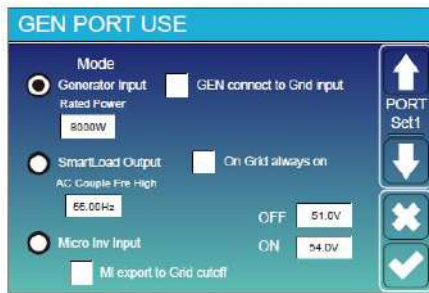 GEN PORT USE
Mode
Generator Input
GEN connect to Grid input
Rated Power
8000W
PORT
Set1
SmartLoad Output
On Grid always on
AC Couple Fre High
55.00Hz
OFF
51.0V
Micro Inv Input
ON
54.0V
MI export to Grid cutoff